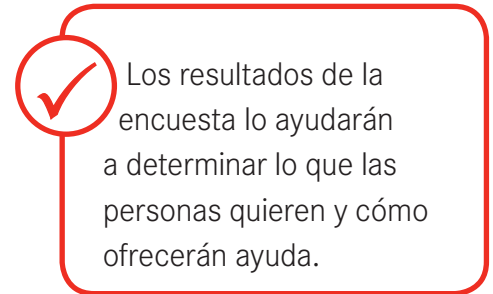 Los resultados de la
encuesta lo ayudarán
a determinar lo que las
personas quieren y cómo
ofrecerán ayuda.